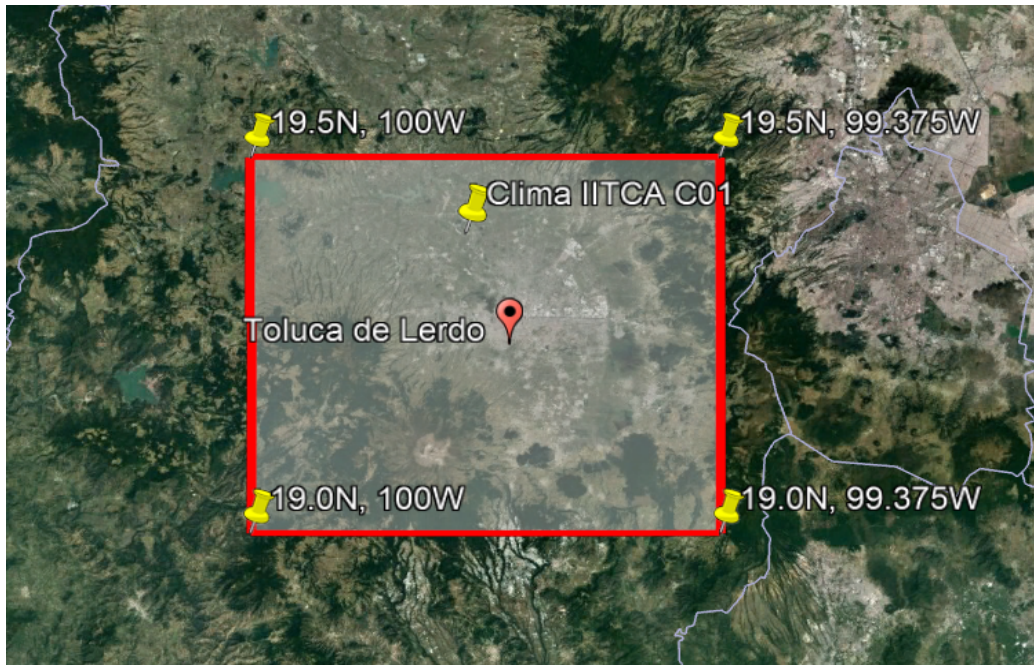 19.5N, 100W
19.5N, 99.375W
Clima IITCA C01
Toluca de Lerdo
19.0N, 100W
19.0N, 99.375W